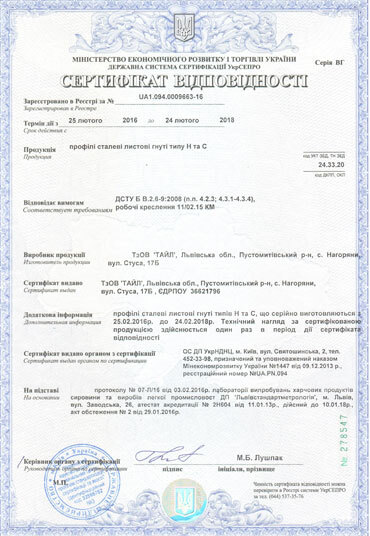 МІНІСТЕРСТВО ЕКОНОМІЧНОГО РОЗВИТКУ І ТОРГІВЛІ УКРАЇНИ
ДЕРЖАВНА СИСТЕМА СЕРТИФІКАЦІЇ УкрСЕПРО
Серія ВГ
СЕРТИФІКАТ ВІДПОВІДНОСТІ
Зареєстровано в Реєстрі за № UA1.094.0009663-16
Зарегистрирован в Реестре
Термін дії з 25 лютого 2016 до 24 лютого 2018
Срок действия с
Продукція профілі сталеві листові гнуті типу Н та С
Продукция
код УКТ ЗЕД, ТН ЗЕД
24.33.20
код ДКПП, ОКП
Відповідає вимогам ДСТУ Б В.2.6-9:2008 (п.п. 4.2.3; 4.3.1-4.3.4),
Соответствует требованиям робочі креслення 11/02.15 КМ
Виробник продукції ТзОВ "ТАЙЛ", Львівська обл., Пустомитівський р-н, с. Нагоряни,
Изготовитель продукции вул. Стуса, 17Б
Сертифікат видано ТзОВ "ТАЙЛ", Львівська обл., Пустомитівський р-н, с. Нагоряни,
Сертификат выдан вул. Стуса, 17Б, ЄДРПОУ 36621796
Додаткова інформація профілі сталеві листові гнуті типів Н та С, що серійно виготовляються з
Дополнительная информация 25.02.2016р. до 24.02.2018р. Технічний нагляд за сертифікованою
продукцією здійснюється один раз в період дії сертифіката
відповідності
Сертифікат видано органом з сертифікації ОС ДП УкрНДНЦ, м. Київ, вул. Святошинська, 2, тел.
Сертификат выдан органом по сертификации 452-33-98, призначений та уповноважений наказом
Мінекономрозвитку України №1447 від 09.12.2013 р.,
реєстраційний номер №UA.PN.094
На підставі протоколу № 07-Л/16 від 03.02.2016р. лабораторії випробувань харчових продуктів
На основании сировини та виробів легкої промисловост ДП "Львівстандартметрологія", м. Львів,
вул. Заводська, 26, атестат акредитації № 2Н604 від 11.01.13р., дійсний до 10.01.18р.,
акт обстеження № 2 від 29.01.2016р.
№ 278547
Керівник органу з сертифікації М.Б. Лушпак
Руководитель органа по сертификации підпис ініціали, прізвище
М.П.
Чинність сертифіката відповідності можна
перевірити в Реєстрі системи УкрСЕПРО
за тел. (044) 537-35-76